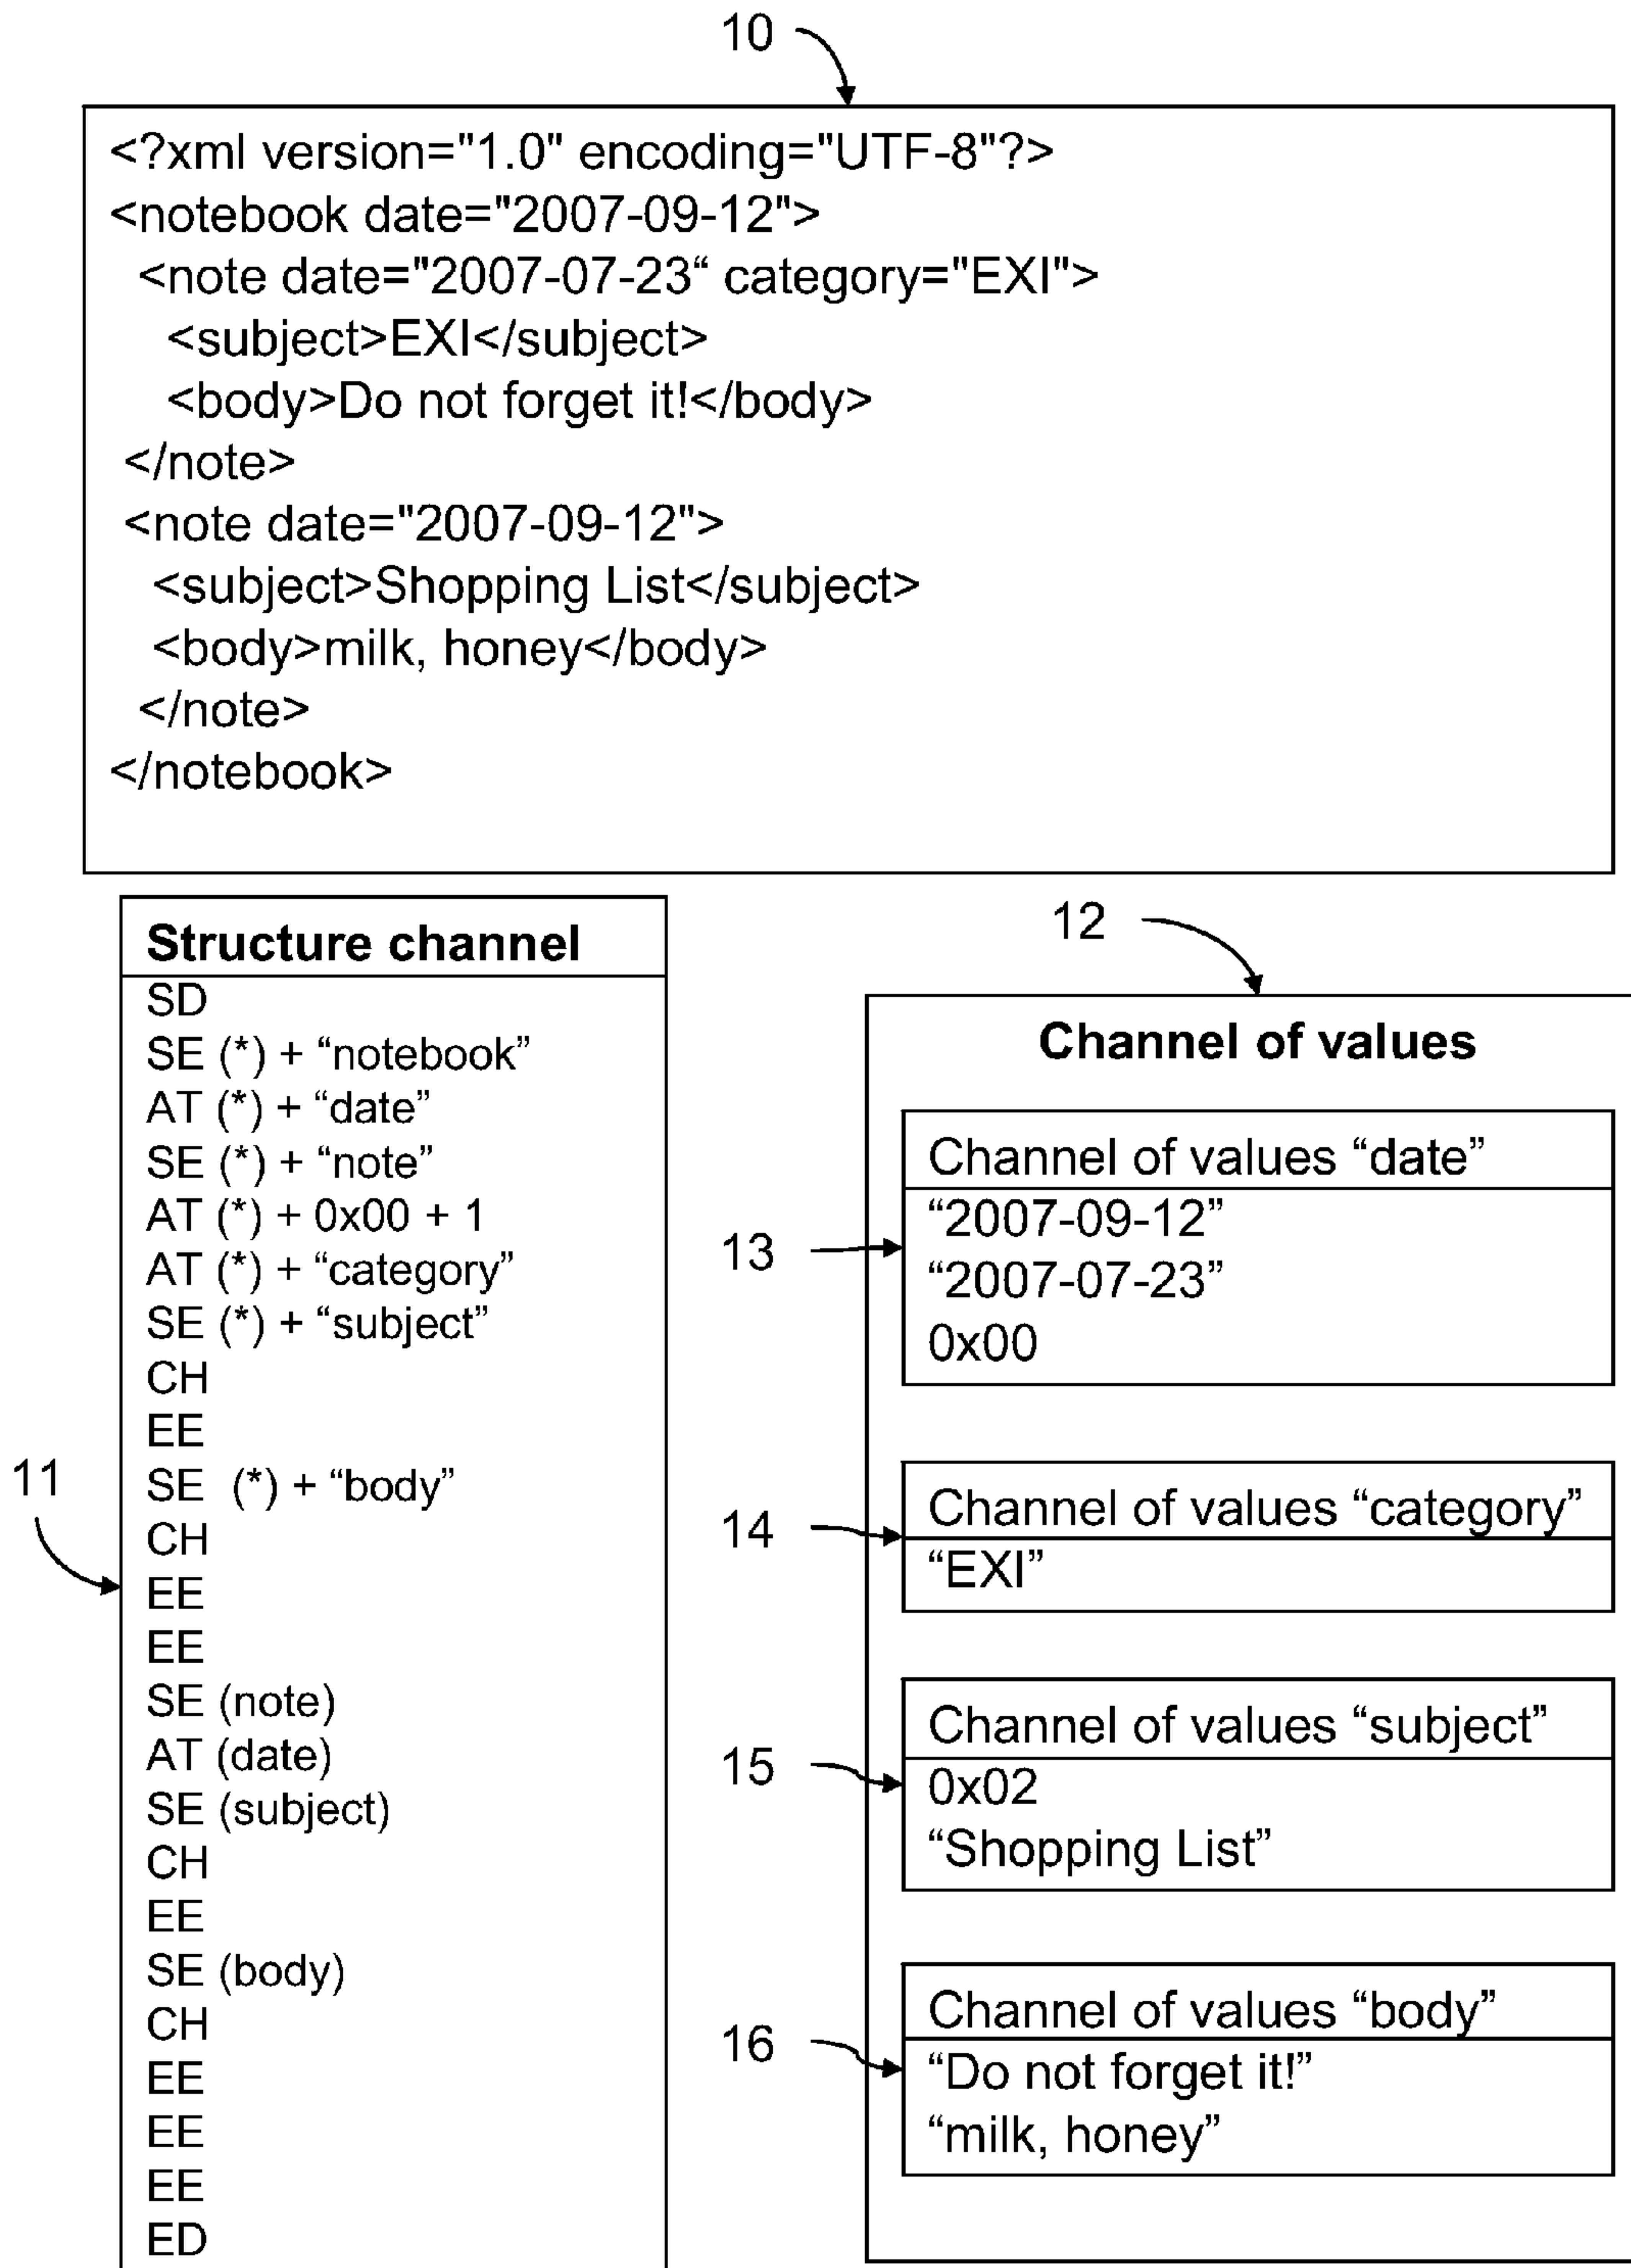 10
<?xml version="1.0" encoding="UTF-8"?>
<notebook date="2007-09-12">
<note date="2007-07-23“ category="EXI">
<subject>EXI</subject>
<body>Do not forget it!</body>
</note>
<note date="2007-09-12">
<subject>Shopping List</subject>
<body>milk, honey</body>
</note>
</notebook>
11
Structure channel
SD
SE (*) + “notebook”
AT (*) + “date”
SE (*) + “note”
AT (*) + 0x00 + 1
AT (*) + “category”
SE (*) + “subject”
CH
EE
SE (*) + “body”
CH
EE
EE
SE (note)
AT (date)
SE (subject)
CH
EE
SE (body)
CH
EE
EE
EE
ED
12
Channel of values
13
Channel of values “date”
“2007-09-12”
“2007-07-23”
0x00
14
Channel of values “category”
“EXI”
15
Channel of values “subject”
0x02
“Shopping List”
16
Channel of values “body”
“Do not forget it!”
“milk, honey”